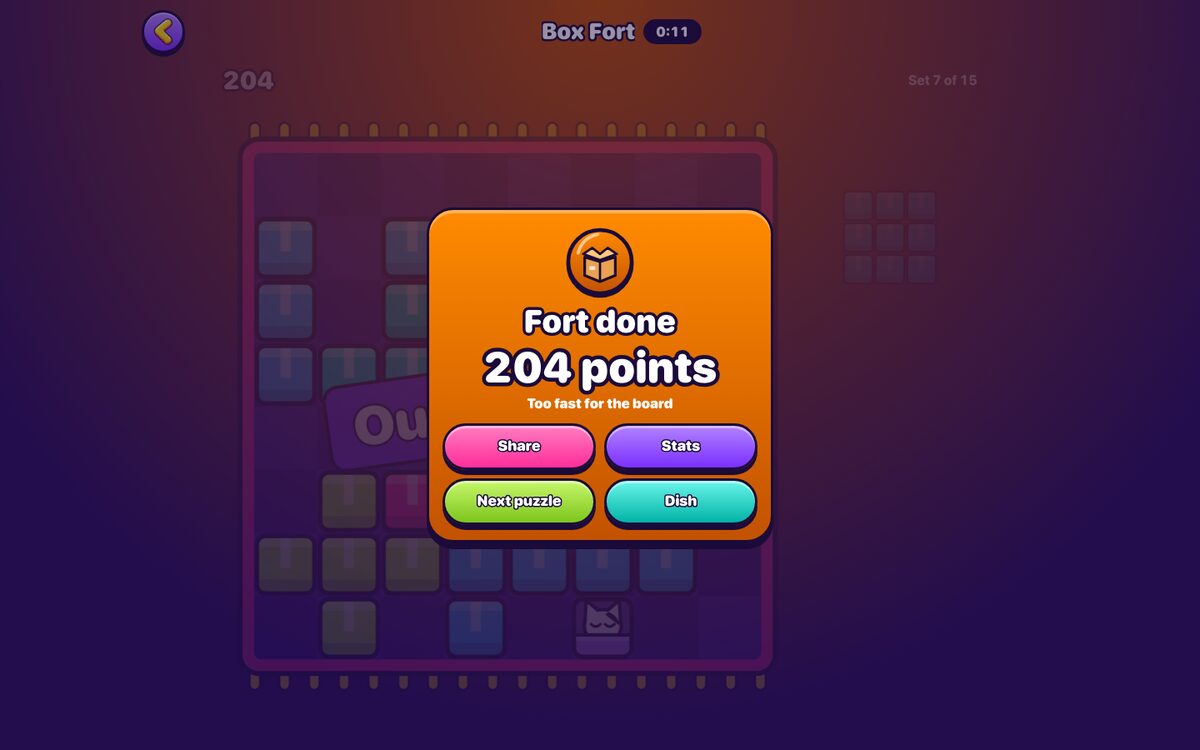 Box Fort 0:11
204
Set 7 of 15
Fort done
204 points
Too fast for the board
Ou
Share
Stats
Next puzzle
Dish